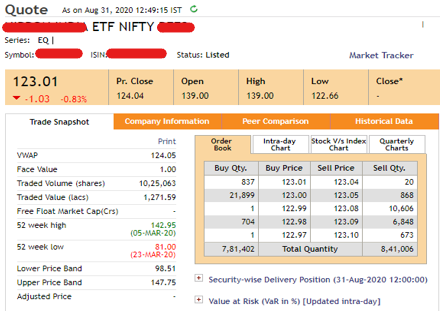 Quote As on Aug 31, 2020 12:49:15 IST
ETF NIFTY
Series: EQ |
Symbol: ISIN: Status: Listed
Market Tracker
123.01 Pr. Close Open High Low Close*
-1.03 -0.83% 124.04 139.00 139.00 122.66 -
Trade Snapshot Company Information Peer Comparison Historical Data
Print
VWAP 124.05
Face Value 1.00
Traded Volume (shares) 10,25,063
Traded Value (lacs) 1,271.59
Free Float Market Cap(Crs) -
52 week high 142.95
(05-MAR-20)
52 week low 81.00
(23-MAR-20)
Lower Price Band 98.51
Upper Price Band 147.75
Adjusted Price -
Order Book Intra-day Chart Stock V/s Index Chart Quarterly Charts
Buy Qty. Buy Price Sell Price Sell Qty.
837 123.01 123.04 20
21,899 123.00 123.05 868
1 122.99 123.08 10,606
704 122.98 123.09 6,848
1 122.97 123.10 673
7,81,402 Total Quantity 8,41,006
Security-wise Delivery Position (31-Aug-2020 12:00:00)
Value at Risk (VaR in %) [Updated intra-day]